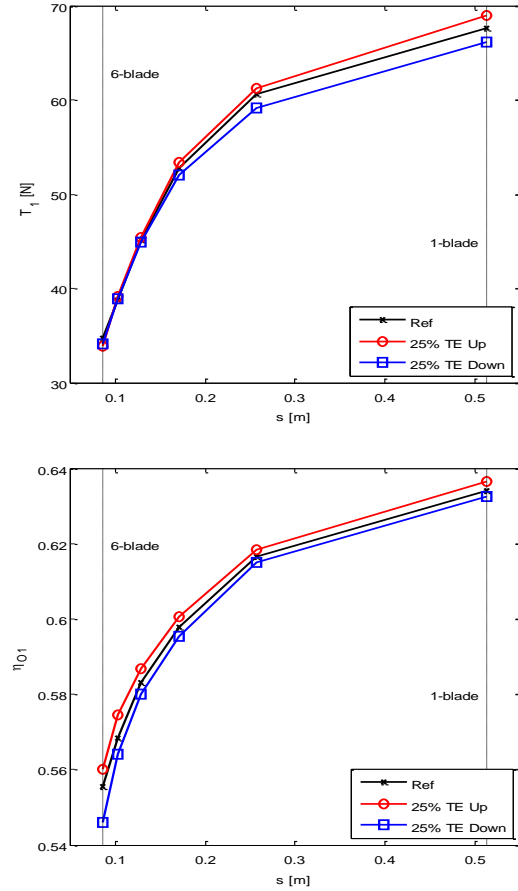 70
60
50
40
30
T1 [N]
6-blade
1-blade
Ref
25% TE Up
25% TE Down
0.1 0.2 0.3 0.4 0.5
s [m]
0.64
0.62
0.6
0.58
0.56
0.54
ηO1
6-blade
1-blade
Ref
25% TE Up
25% TE Down
0.1 0.2 0.3 0.4 0.5
s [m]